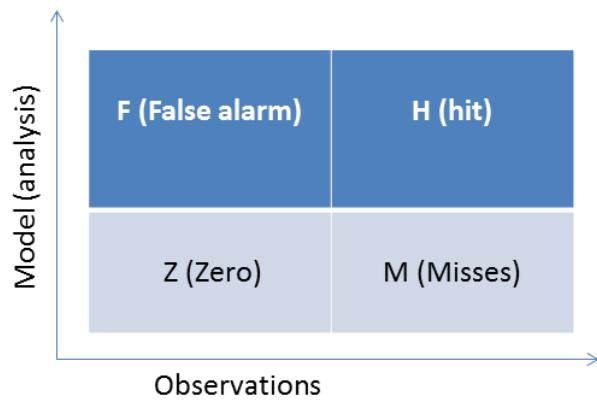 Model (analysis)
F (False alarm)
H (hit)
Z (Zero)
M (Misses)
Observations